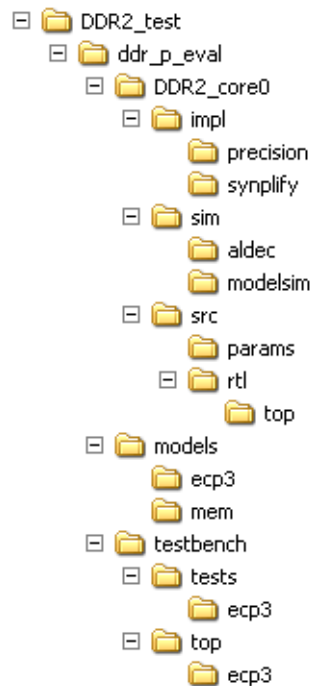 DDR2_test
ddr_p_eval
DDR2_core0
impl
precision
synplify
sim
aldec
modelsim
src
params
rtl
top
models
ecp3
mem
testbench
tests
ecp3
top
ecp3